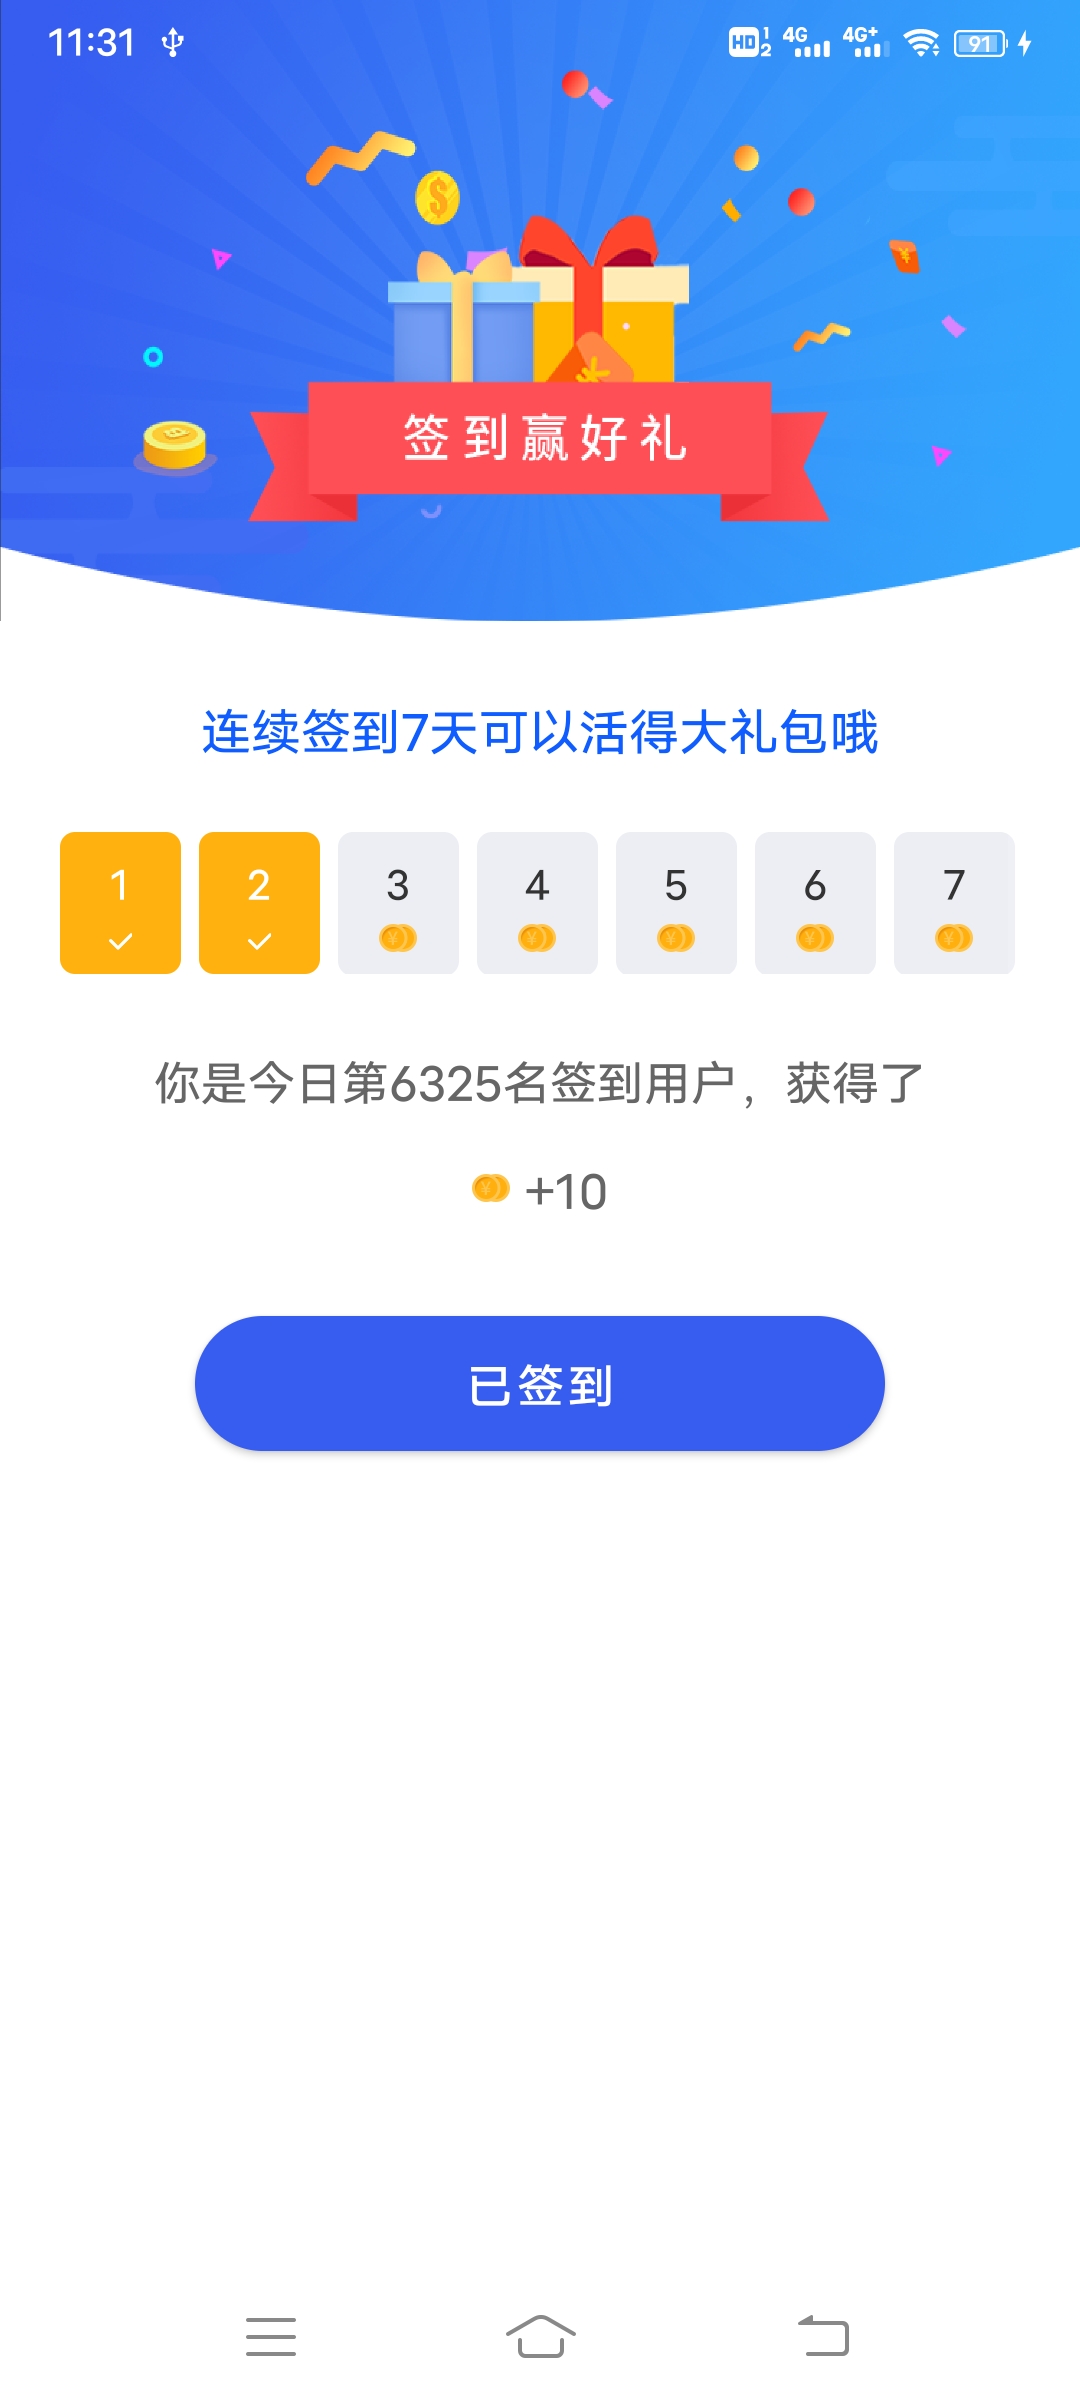 11:31 HD 1 2 4G 4G+ 91
签到赢好礼
连续签到7天可以活得大礼包哦
1 2 3 4 5 6 7
你是今日第6325名签到用户，获得了
+10
已签到